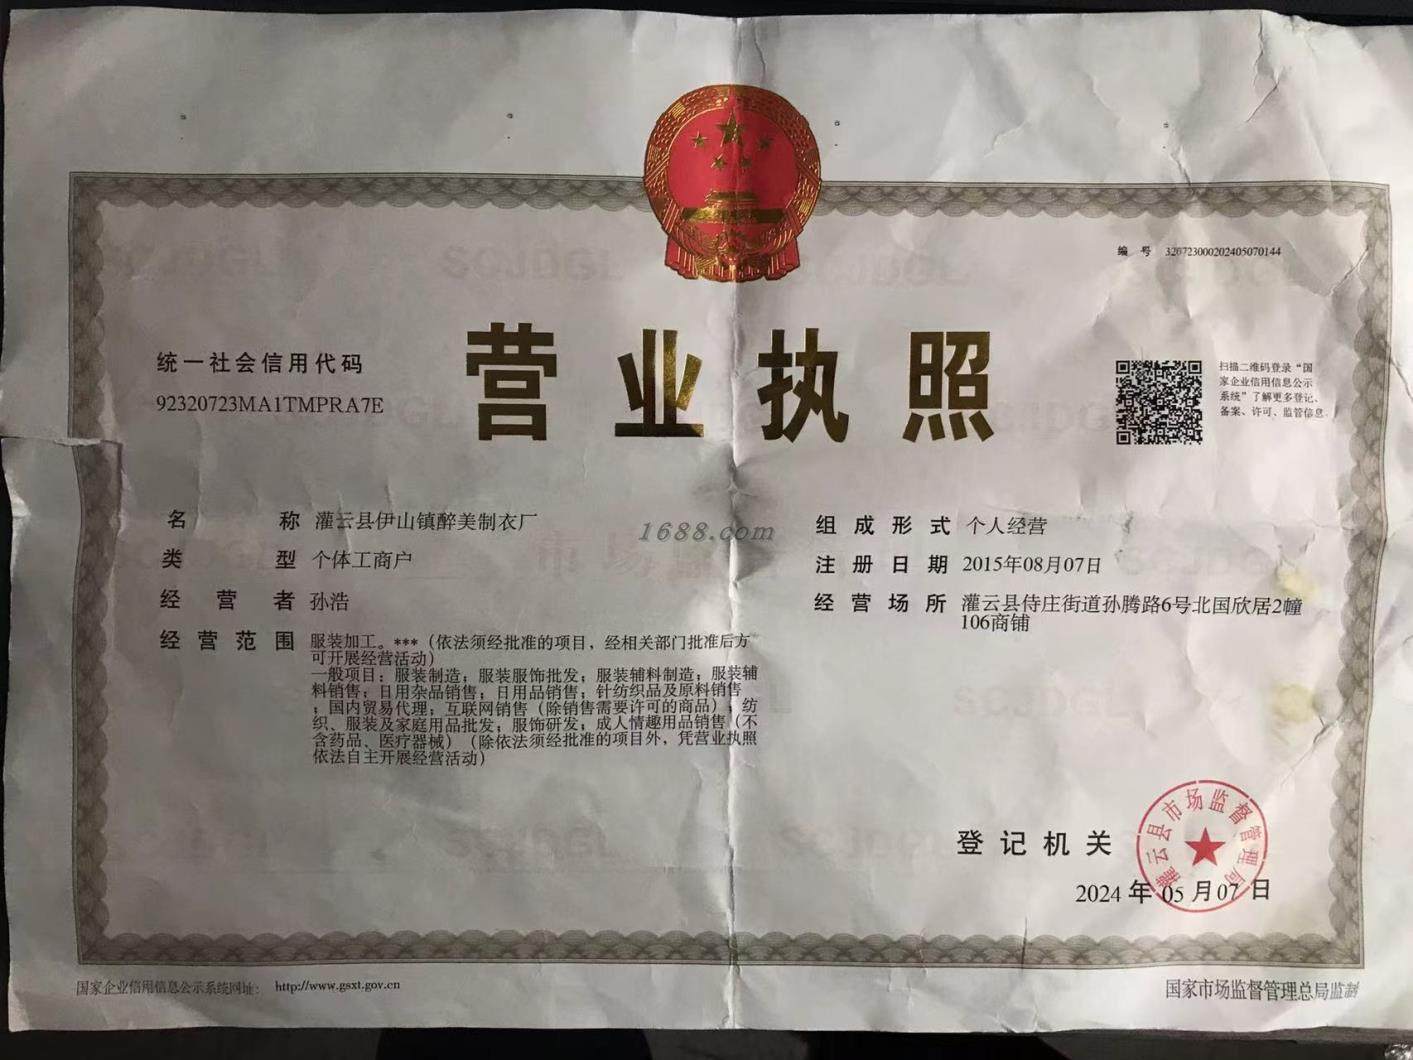 编 号 320723000202405070144
营业执照
统一社会信用代码
92320723MA1TMPRA7E
扫描二维码登录“国
家企业信用信息公示
系统”了解更多登记、
备案、许可、监管信息。
名 称 灌云县伊山镇醉美制衣厂
类 型 个体工商户
经 营 者 孙浩
经 营 范 围 服装加工。***（依法须经批准的项目，经相关部门批准后方
可开展经营活动）
一般项目：服装制造；服装服饰批发；服装辅料制造；服装辅
料销售；日用杂品销售；日用品销售；针纺织品及原料销售
；国内贸易代理；互联网销售（除销售需要许可的商品）；纺
织、服装及家庭用品批发；服饰研发；成人情趣用品销售（不
含药品、医疗器械）（除依法须经批准的项目外，凭营业执照
依法自主开展经营活动）
1688.com
组 成 形 式 个人经营
注 册 日 期 2015年08月07日
经 营 场 所 灌云县侍庄街道孙腾路6号北国欣居2幢
106商铺
登 记 机 关
灌云县市场监督管理局
2024 年 05 月 07 日
国家企业信用信息公示系统网址： http://www.gsxt.gov.cn
国家市场监督管理总局监制